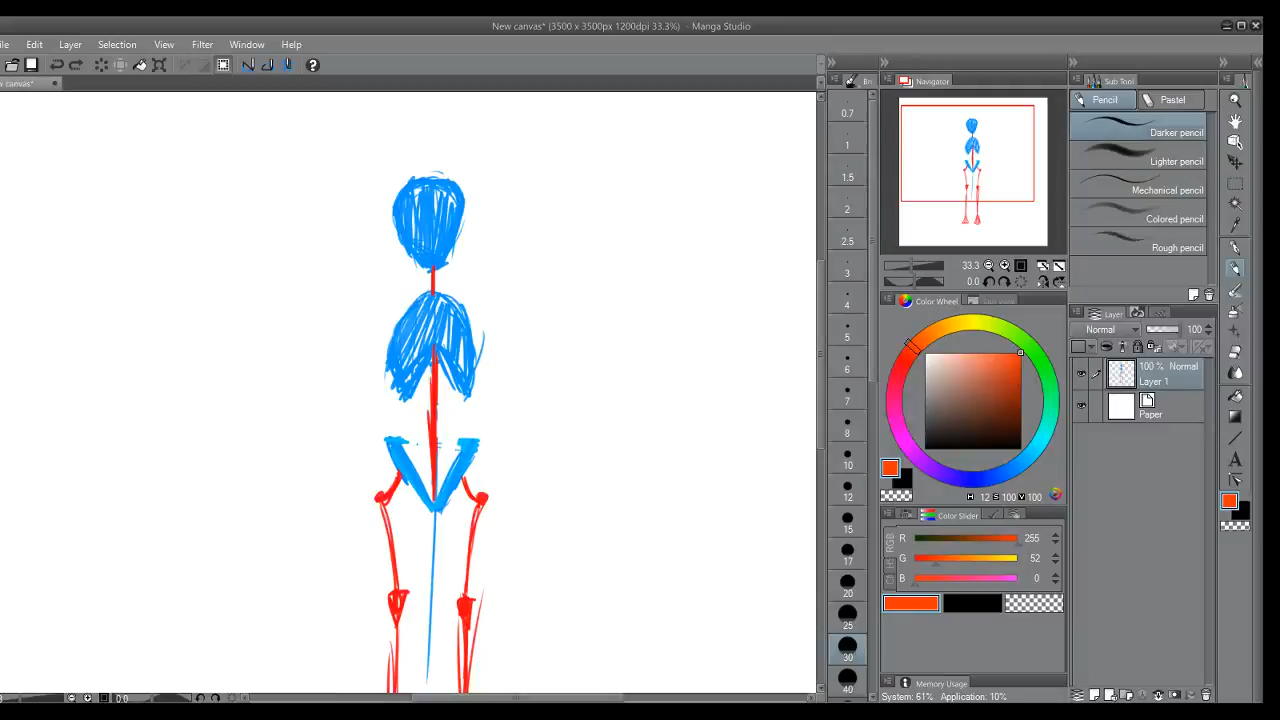 New canvas* (3500 x 3500px 1200dpi 33.3%) - Manga Studio
ile Edit Layer Selection View Filter Window Help
w canvas*
Bri
Navigator
Sub Tool
Pencil
Pastel
Darker pencil
Lighter pencil
Mechanical pencil
Colored pencil
Rough pencil
0.7
1
1.5
2
2.5
3
4
5
6
7
8
10
12
15
17
20
25
30
40
33.3
0.0
Color Wheel
H 12 S 100 V 100
Color Slider
RGB
R 255
G 52
B 0
Layer
Normal 100
100 % Normal
Layer 1
Paper
Memory Usage
System: 61% Application: 10%
0.0